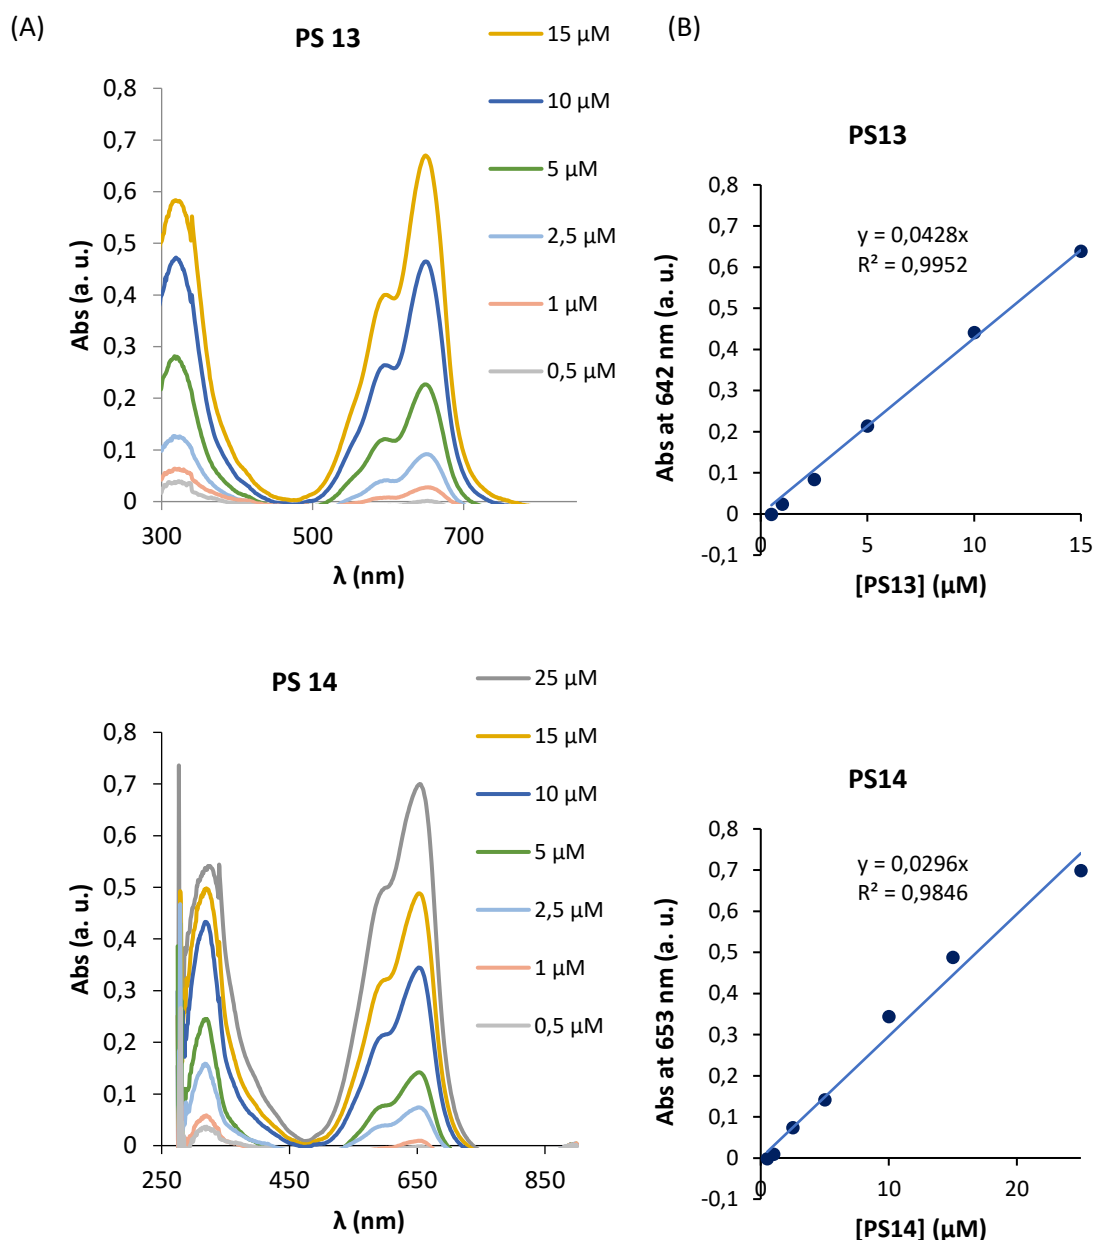 (A)
PS 13
15 µM
10 µM
5 µM
2,5 µM
1 µM
0,5 µM
0,8
0,7
0,6
0,5
0,4
0,3
0,2
0,1
0
Abs (a. u.)
300
500
700
λ (nm)
(B)
PS13
0,8
0,7
0,6
0,5
0,4
0,3
0,2
0,1
0
-0,1
Abs at 642 nm (a. u.)
y = 0,0428x
R² = 0,9952
0
5
10
15
[PS13] (µM)
PS 14
25 µM
15 µM
10 µM
5 µM
2,5 µM
1 µM
0,5 µM
0,8
0,7
0,6
0,5
0,4
0,3
0,2
0,1
0
Abs (a. u.)
250
450
650
850
λ (nm)
PS14
0,8
0,7
0,6
0,5
0,4
0,3
0,2
0,1
0
-0,1
Abs at 653 nm (a. u.)
y = 0,0296x
R² = 0,9846
0
10
20
[PS14] (µM)